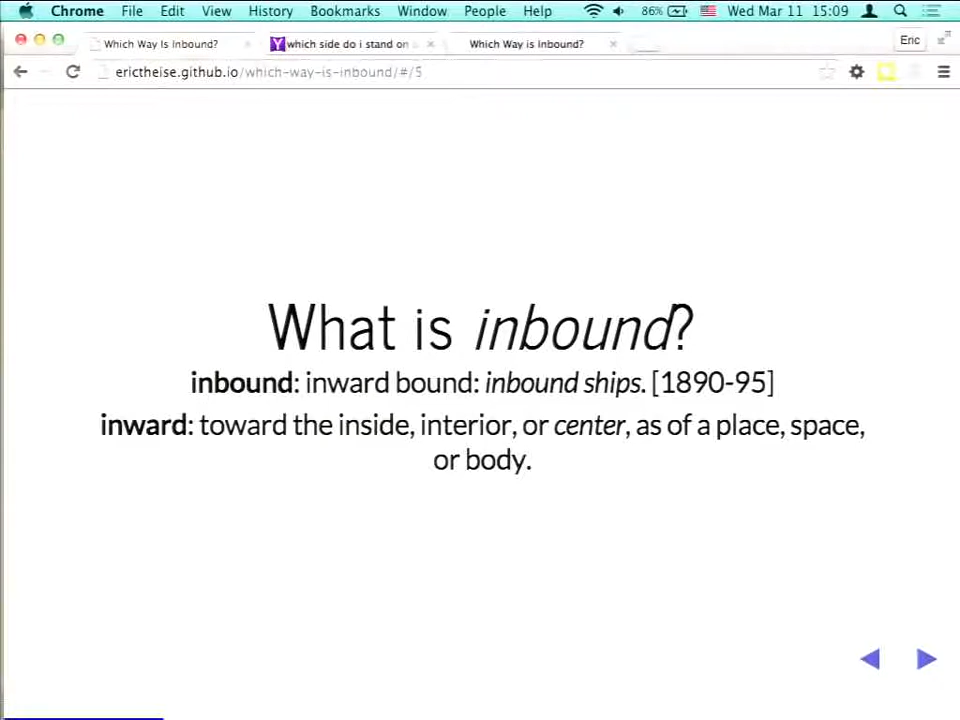 Chrome File Edit View History Bookmarks Window People Help 86% Wed Mar 11 15:09
Which Way Is Inbound? which side do i stand on Which Way is Inbound? Eric
erictheise.github.io/which-way-is-inbound/#/5
What is inbound?
inbound: inward bound: inbound ships. [1890-95]
inward: toward the inside, interior, or center, as of a place, space,
or body.